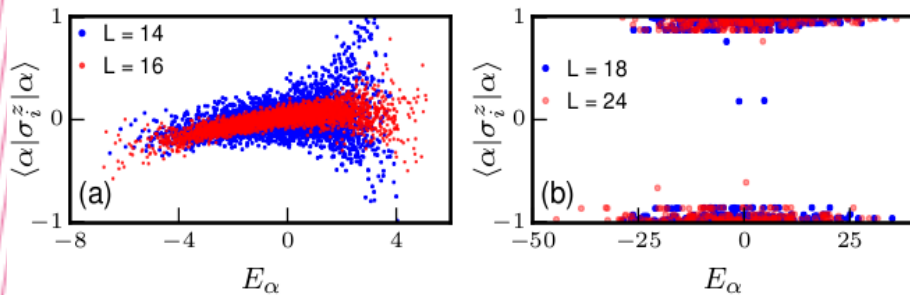 1
0
−1
⟨α|σ_i^z|α⟩
L = 14
L = 16
(a)
−8 −4 0 4
E_α
1
0
−1
⟨α|σ_i^z|α⟩
L = 18
L = 24
(b)
−50 −25 0 25
E_α